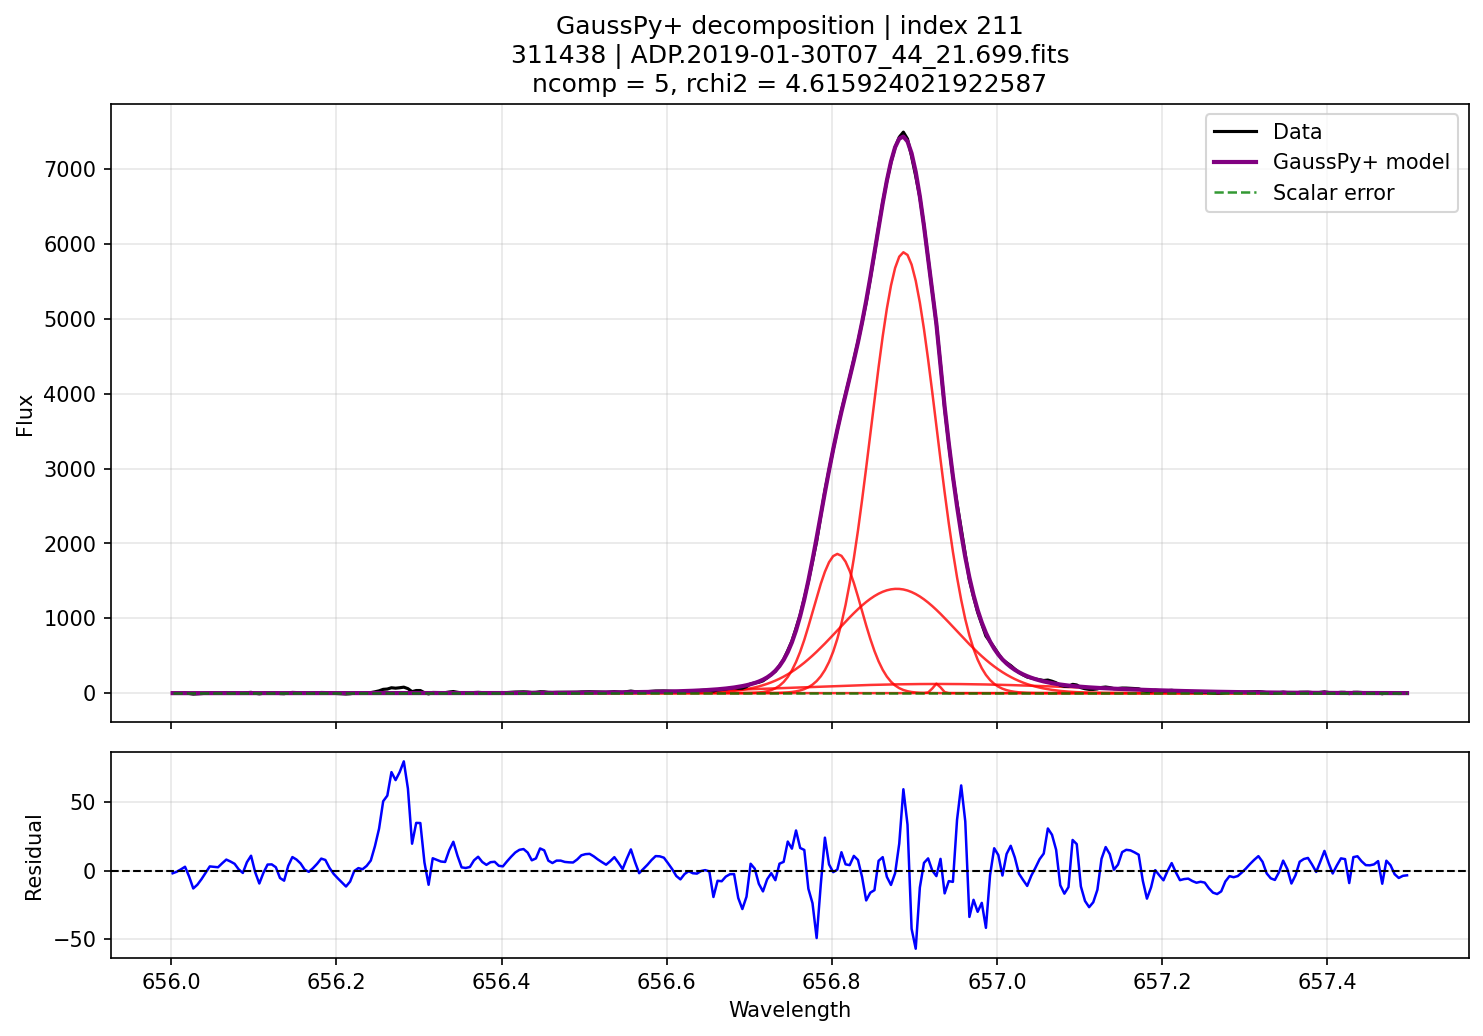 GaussPy+ decomposition | index 211
311438 | ADP.2019-01-30T07_44_21.699.fits
ncomp = 5, rchi2 = 4.615924021922587
Data
GaussPy+ model
Scalar error
7000
6000
5000
4000
3000
2000
1000
0
Flux
50
0
−50
Residual
656.0
656.2
656.4
656.6
656.8
657.0
657.2
657.4
Wavelength